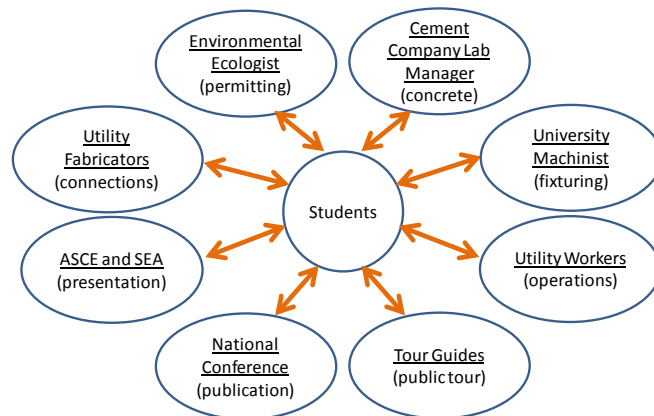 Environmental
Ecologist
(permitting)
Cement
Company Lab
Manager
(concrete)
Utility
Fabricators
(connections)
University
Machinist
(fixturing)
Students
ASCE and SEA
(presentation)
Utility Workers
(operations)
National
Conference
(publication)
Tour Guides
(public tour)